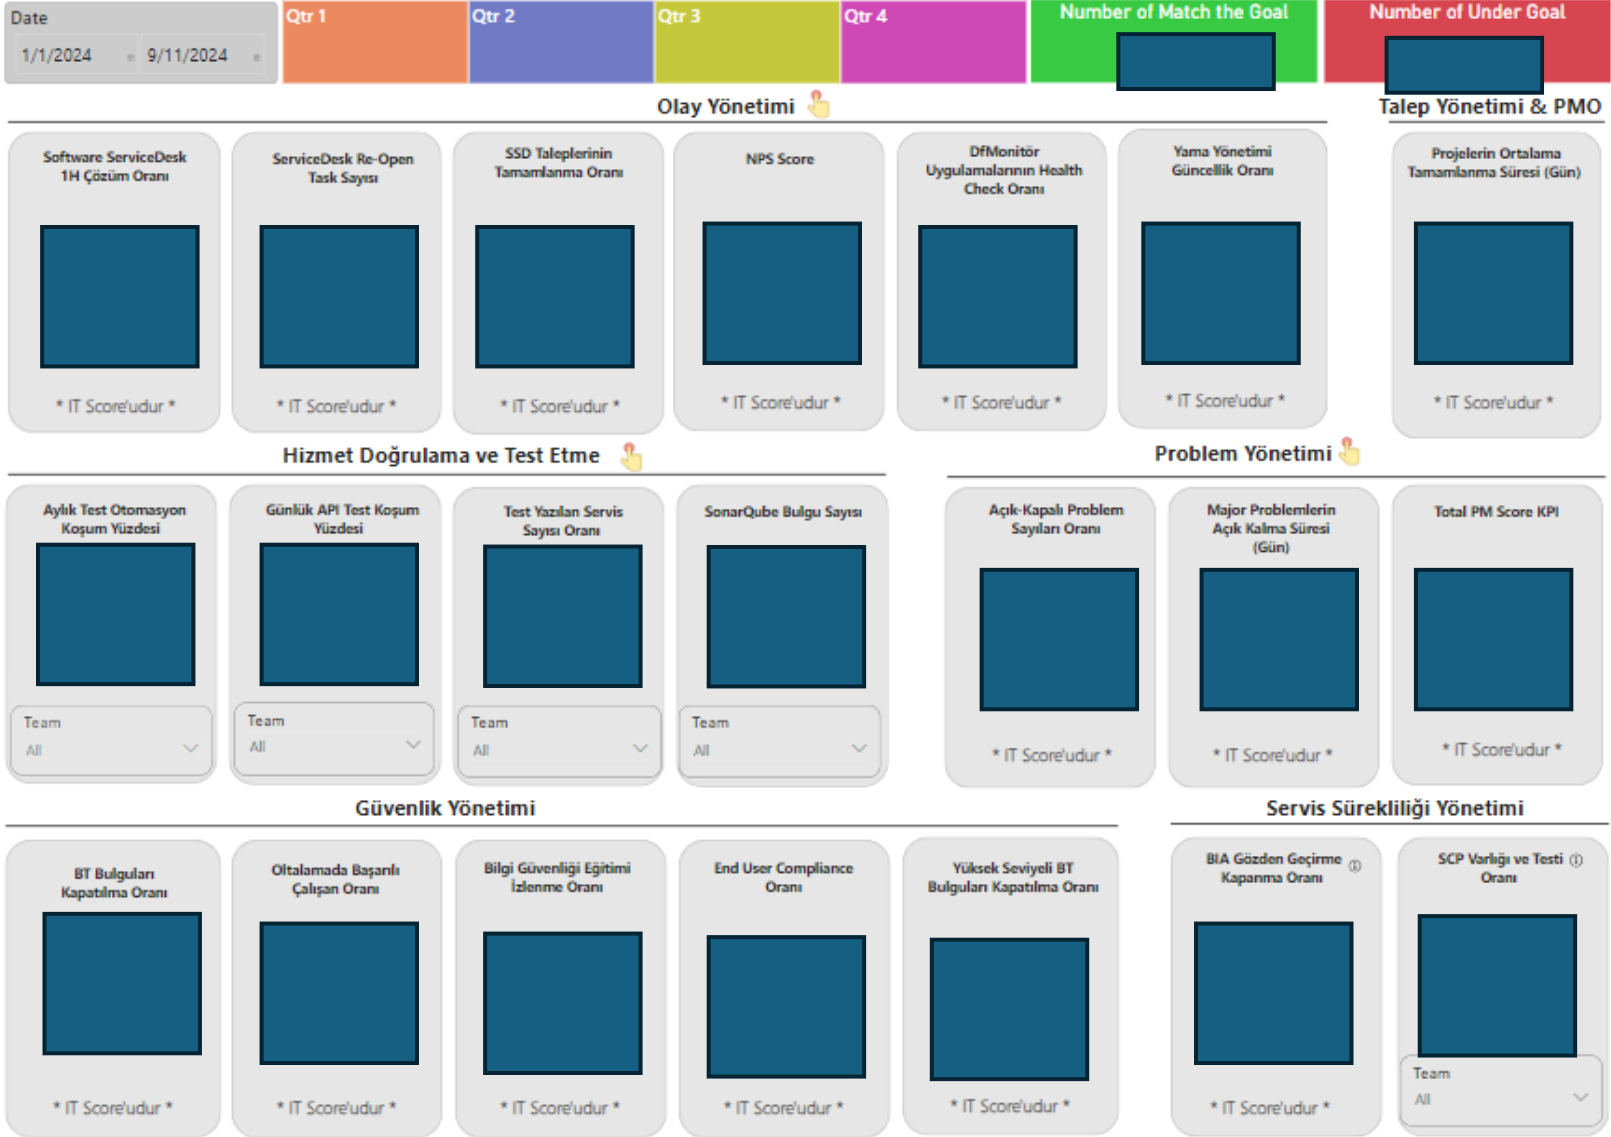 Date
1/1/2024
9/11/2024
Qtr 1
Qtr 2
Qtr 3
Qtr 4
Number of Match the Goal
Number of Under Goal
Olay Yönetimi
Talep Yönetimi & PMO
Software ServiceDesk
1H Çözüm Oranı
* IT Score'udur *
ServiceDesk Re-Open
Task Sayısı
* IT Score'udur *
SSD Taleplerinin
Tamamlanma Oranı
* IT Score'udur *
NPS Score
* IT Score'udur *
DfMonitör
Uygulamalarının Health
Check Oranı
* IT Score'udur *
Yama Yönetimi
Güncellik Oranı
* IT Score'udur *
Projelerin Ortalama
Tamamlanma Süresi (Gün)
* IT Score'udur *
Hizmet Doğrulama ve Test Etme
Problem Yönetimi
Aylık Test Otomasyon
Koşum Yüzdesi
Team
All
Günlük API Test Koşum
Yüzdesi
Team
All
Test Yazılan Servis
Sayısı Oranı
Team
All
SonarQube Bulgu Sayısı
Team
All
Açık-Kapalı Problem
Sayıları Oranı
* IT Score'udur *
Major Problemlerin
Açık Kalma Süresi
(Gün)
* IT Score'udur *
Total PM Score KPI
* IT Score'udur *
Güvenlik Yönetimi
Servis Sürekliliği Yönetimi
BT Bulguları
Kapatılma Oranı
* IT Score'udur *
Oltalamada Başarılı
Çalışan Oranı
* IT Score'udur *
Bilgi Güvenliği Eğitimi
İzlenme Oranı
* IT Score'udur *
End User Compliance
Oranı
* IT Score'udur *
Yüksek Seviyeli BT
Bulguları Kapatılma Oranı
* IT Score'udur *
BIA Gözden Geçirme
Kapanma Oranı
* IT Score'udur *
SCP Varlığı ve Testi
Oranı
Team
All